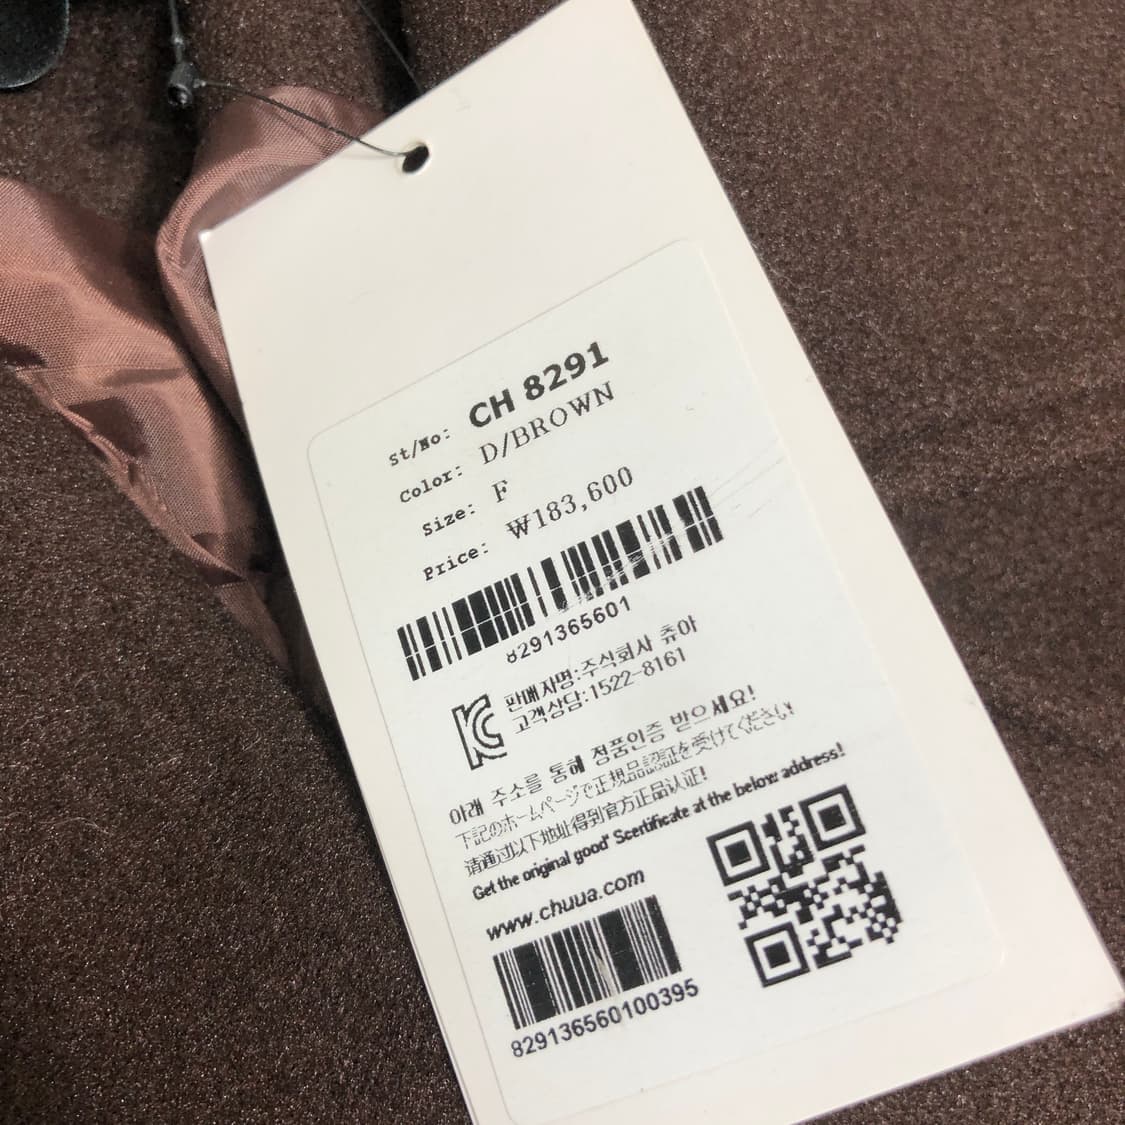 St/No: CH 8291
Color: D/BROWN
Size: F
Price: ₩183,600
8291365601
판매자명:주식회사 츄아
고객상담:1522-8161
아래 주소를 통해 정품인증 받으세요!
下記のホームページで正規品認証を受けてください
请通过以下地址得到官方正品认证!
Get the original good" Scertificate at the below address!
www.chuua.com
829136560100395